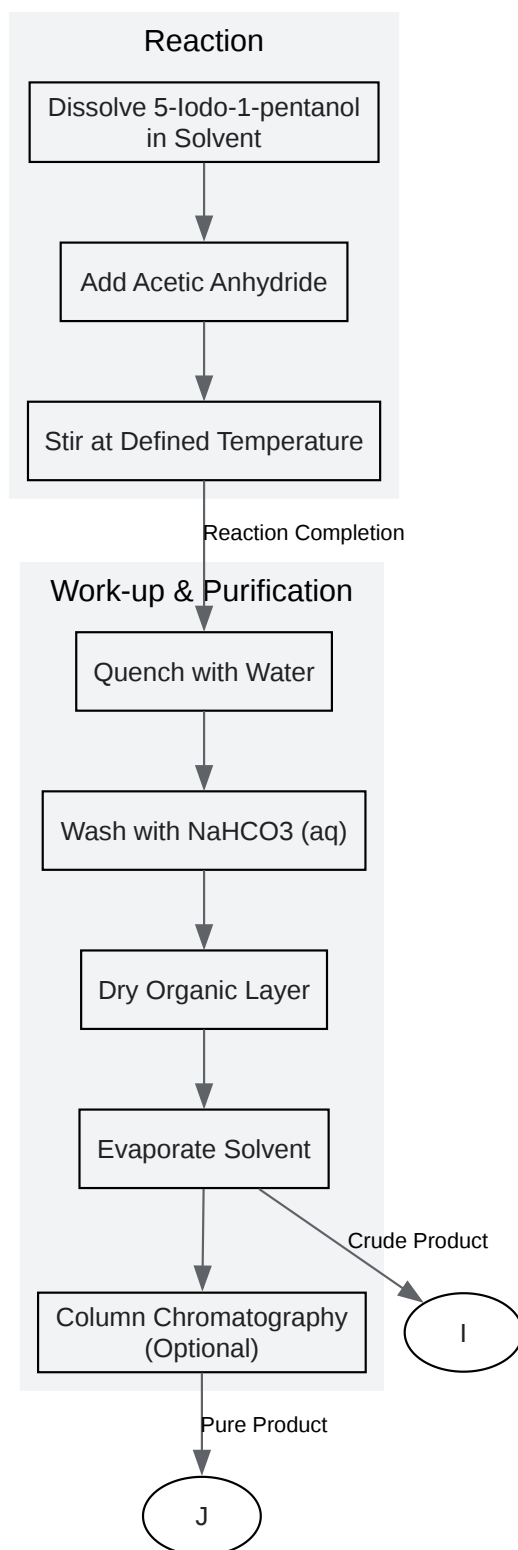 Reaction
Dissolve 5-Iodo-1-pentanol
in Solvent
Add Acetic Anhydride
Stir at Defined Temperature
Reaction Completion
Work-up & Purification
Quench with Water
Wash with NaHCO3 (aq)
Dry Organic Layer
Evaporate Solvent
Crude Product
Column Chromatography
(Optional)
I
Pure Product
J